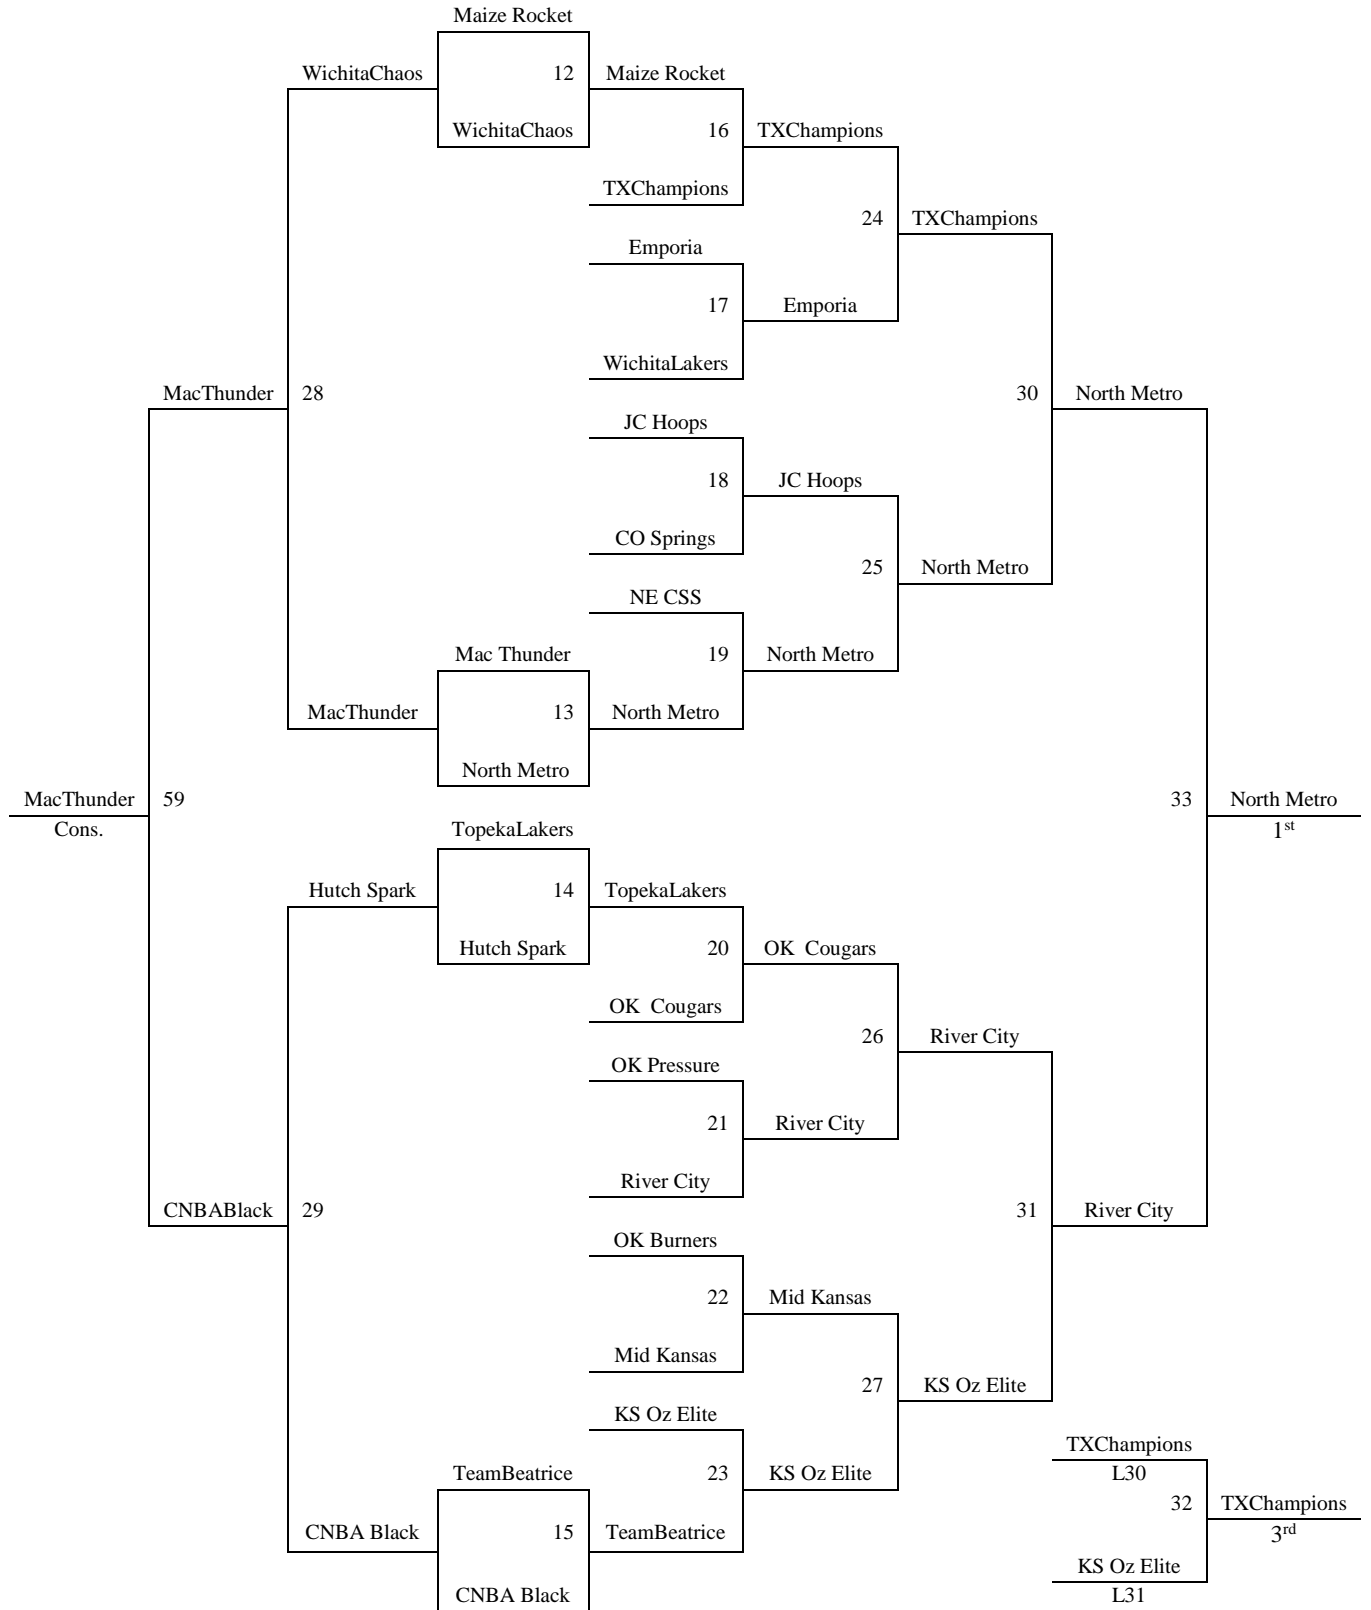 Maize Rocket
WichitaChaos
12
Maize Rocket
WichitaChaos
16
TXChampions
TXChampions
24
TXChampions
Emporia
17
Emporia
WichitaLakers
MacThunder
28
30
North Metro
JC Hoops
18
JC Hoops
CO Springs
25
North Metro
NE CSS
Mac Thunder
19
North Metro
MacThunder
13
North Metro
North Metro
MacThunder
59
33
North Metro
Cons.
1st
TopekaLakers
Hutch Spark
14
TopekaLakers
Hutch Spark
20
OK  Cougars
OK  Cougars
26
River City
OK Pressure
21
River City
River City
CNBABlack
29
31
River City
OK Burners
22
Mid Kansas
Mid Kansas
27
KS Oz Elite
KS Oz Elite
TXChampions
TeamBeatrice
23
KS Oz Elite
L30
32
TXChampions
CNBA Black
15
TeamBeatrice
3rd
KS Oz Elite
CNBA Black
L31